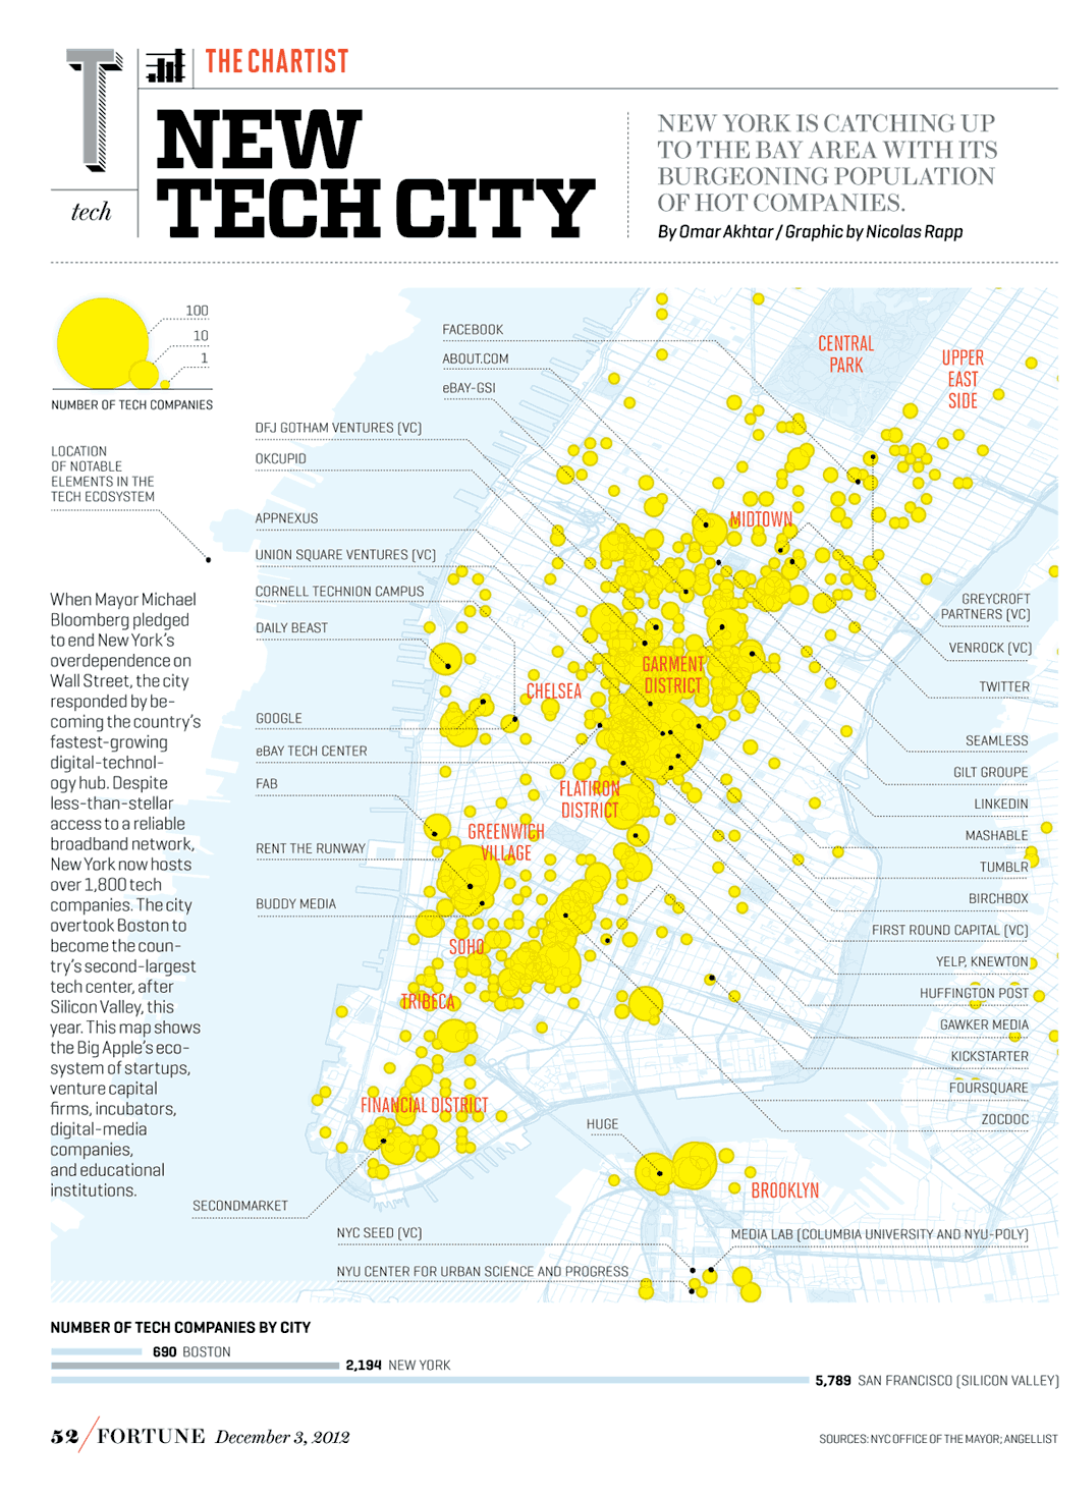 T
tech
THE CHARTIST
NEW
TECH CITY
NEW YORK IS CATCHING UP
TO THE BAY AREA WITH ITS
BURGEONING POPULATION
OF HOT COMPANIES.
By Omar Akhtar / Graphic by Nicolas Rapp
100
10
1
NUMBER OF TECH COMPANIES
LOCATION
OF NOTABLE
ELEMENTS IN THE
TECH ECOSYSTEM
When Mayor Michael
Bloomberg pledged
to end New York's
overdependence on
Wall Street, the city
responded by be-
coming the country's
fastest-growing
digital-technol-
ogy hub. Despite
less-than-stellar
access to a reliable
broadband network,
New York now hosts
over 1,800 tech
companies. The city
overtook Boston to
become the coun-
try's second-largest
tech center, after
Silicon Valley, this
year. This map shows
the Big Apple's eco-
system of startups,
venture capital
firms, incubators,
digital-media
companies,
and educational
institutions.
FACEBOOK
ABOUT.COM
eBAY-GSI
DFJ GOTHAM VENTURES (VC)
OKCUPID
APPNEXUS
UNION SQUARE VENTURES (VC)
CORNELL TECHNION CAMPUS
DAILY BEAST
GOOGLE
eBAY TECH CENTER
FAB
RENT THE RUNWAY
BUDDY MEDIA
SECONDMARKET
NYC SEED (VC)
NYU CENTER FOR URBAN SCIENCE AND PROGRESS
CENTRAL
PARK
UPPER
EAST
SIDE
MIDTOWN
GARMENT
DISTRICT
CHELSEA
FLATIRON
DISTRICT
GREENWICH
VILLAGE
SOHO
TRIBECA
FINANCIAL DISTRICT
HUGE
BROOKLYN
GREYCROFT
PARTNERS (VC)
VENROCK (VC)
TWITTER
SEAMLESS
GILT GROUPE
LINKEDIN
MASHABLE
TUMBLR
BIRCHBOX
FIRST ROUND CAPITAL (VC)
YELP, KNEWTON
HUFFINGTON POST
GAWKER MEDIA
KICKSTARTER
FOURSQUARE
ZOCDOC
MEDIA LAB (COLUMBIA UNIVERSITY AND NYU-POLY)
NUMBER OF TECH COMPANIES BY CITY
690 BOSTON
2,194 NEW YORK
5,789 SAN FRANCISCO (SILICON VALLEY)
52 / FORTUNE December 3, 2012
SOURCES: NYC OFFICE OF THE MAYOR; ANGELLIST